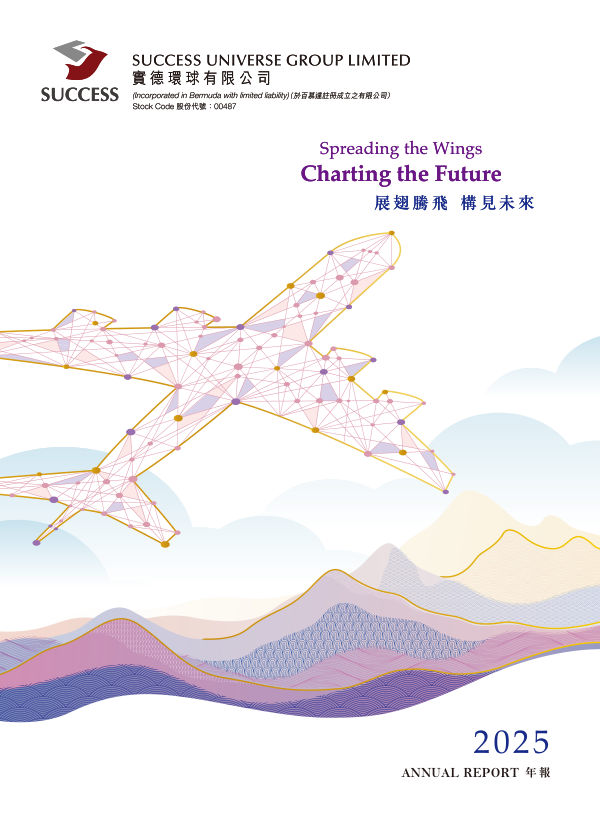 SUCCESS
SUCCESS UNIVERSE GROUP LIMITED
實德環球有限公司
(Incorporated in Bermuda with limited liability) (於百慕達註冊成立之有限公司)
Stock Code 股份代號：00487
Spreading the Wings
Charting the Future
展翅騰飛 構見未來
2025
ANNUAL REPORT 年報